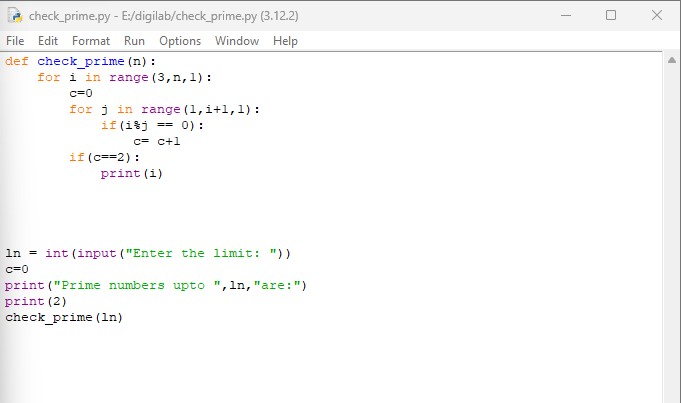 check_prime.py - E:/digilab/check_prime.py (3.12.2)
File Edit Format Run Options Window Help
def check_prime(n):
    for i in range(3,n,1):
        c=0
        for j in range(1,i+1,1):
            if(i%j == 0):
                c= c+1
        if(c==2):
            print(i)
ln = int(input("Enter the limit: "))
c=0
print("Prime numbers upto ",ln,"are:")
print(2)
check_prime(ln)